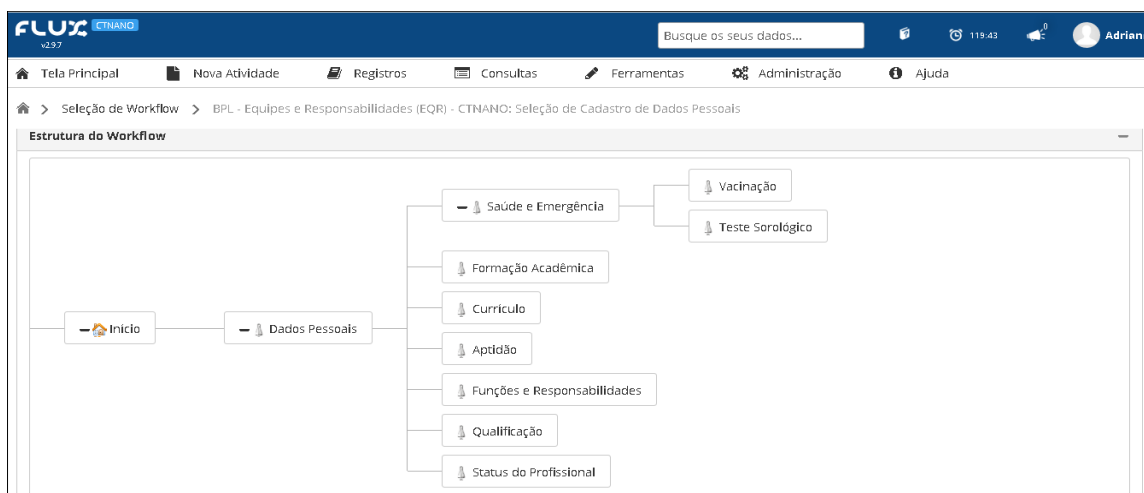 FLUX CTNANO
v2.9.7
Busque os seus dados...
119:43
0
Adrian
Tela Principal
Nova Atividade
Registros
Consultas
Ferramentas
Administração
Ajuda
Seleção de Workflow > BPL - Equipes e Responsabilidades (EQR) - CTNANO: Seleção de Cadastro de Dados Pessoais
Estrutura do Workflow
Vacinação
Saúde e Emergência
Teste Sorológico
Formação Acadêmica
Currículo
Início
Dados Pessoais
Aptidão
Funções e Responsabilidades
Qualificação
Status do Profissional